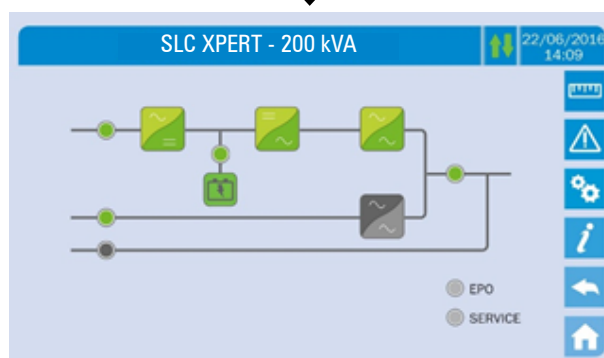 SLC XPERT - 200 kVA
22/06/2016
14:09
EPO
SERVICE